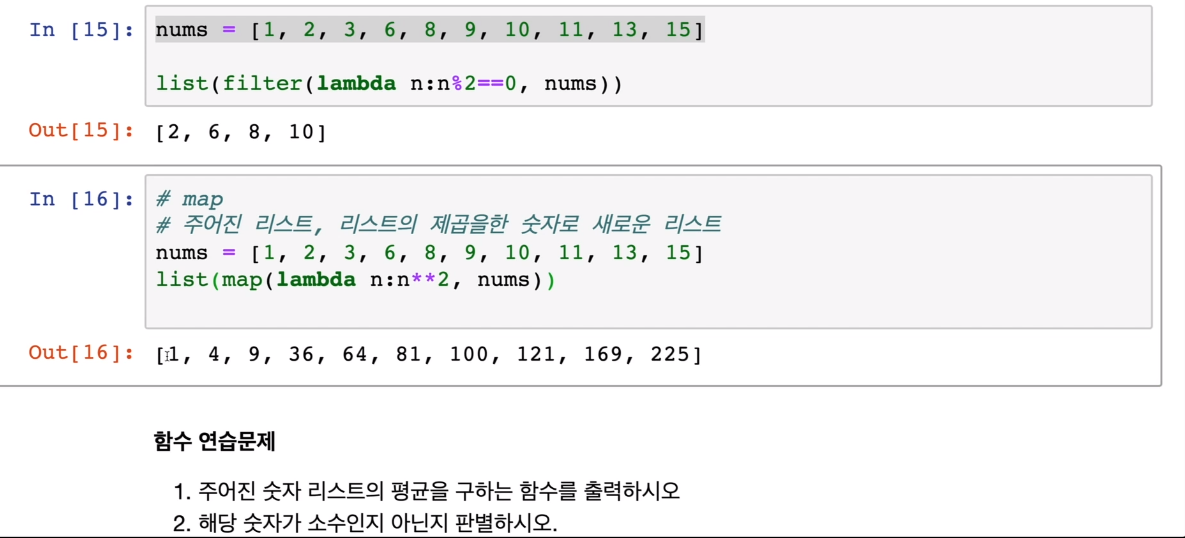 In [15]: nums = [1, 2, 3, 6, 8, 9, 10, 11, 13, 15]
list(filter(lambda n:n%2==0, nums))
Out[15]: [2, 6, 8, 10]
In [16]: # map
# 주어진 리스트, 리스트의 제곱을한 숫자로 새로운 리스트
nums = [1, 2, 3, 6, 8, 9, 10, 11, 13, 15]
list(map(lambda n:n**2, nums))
Out[16]: [1, 4, 9, 36, 64, 81, 100, 121, 169, 225]
함수 연습문제
1. 주어진 숫자 리스트의 평균을 구하는 함수를 출력하시오
2. 해당 숫자가 소수인지 아닌지 판별하시오.